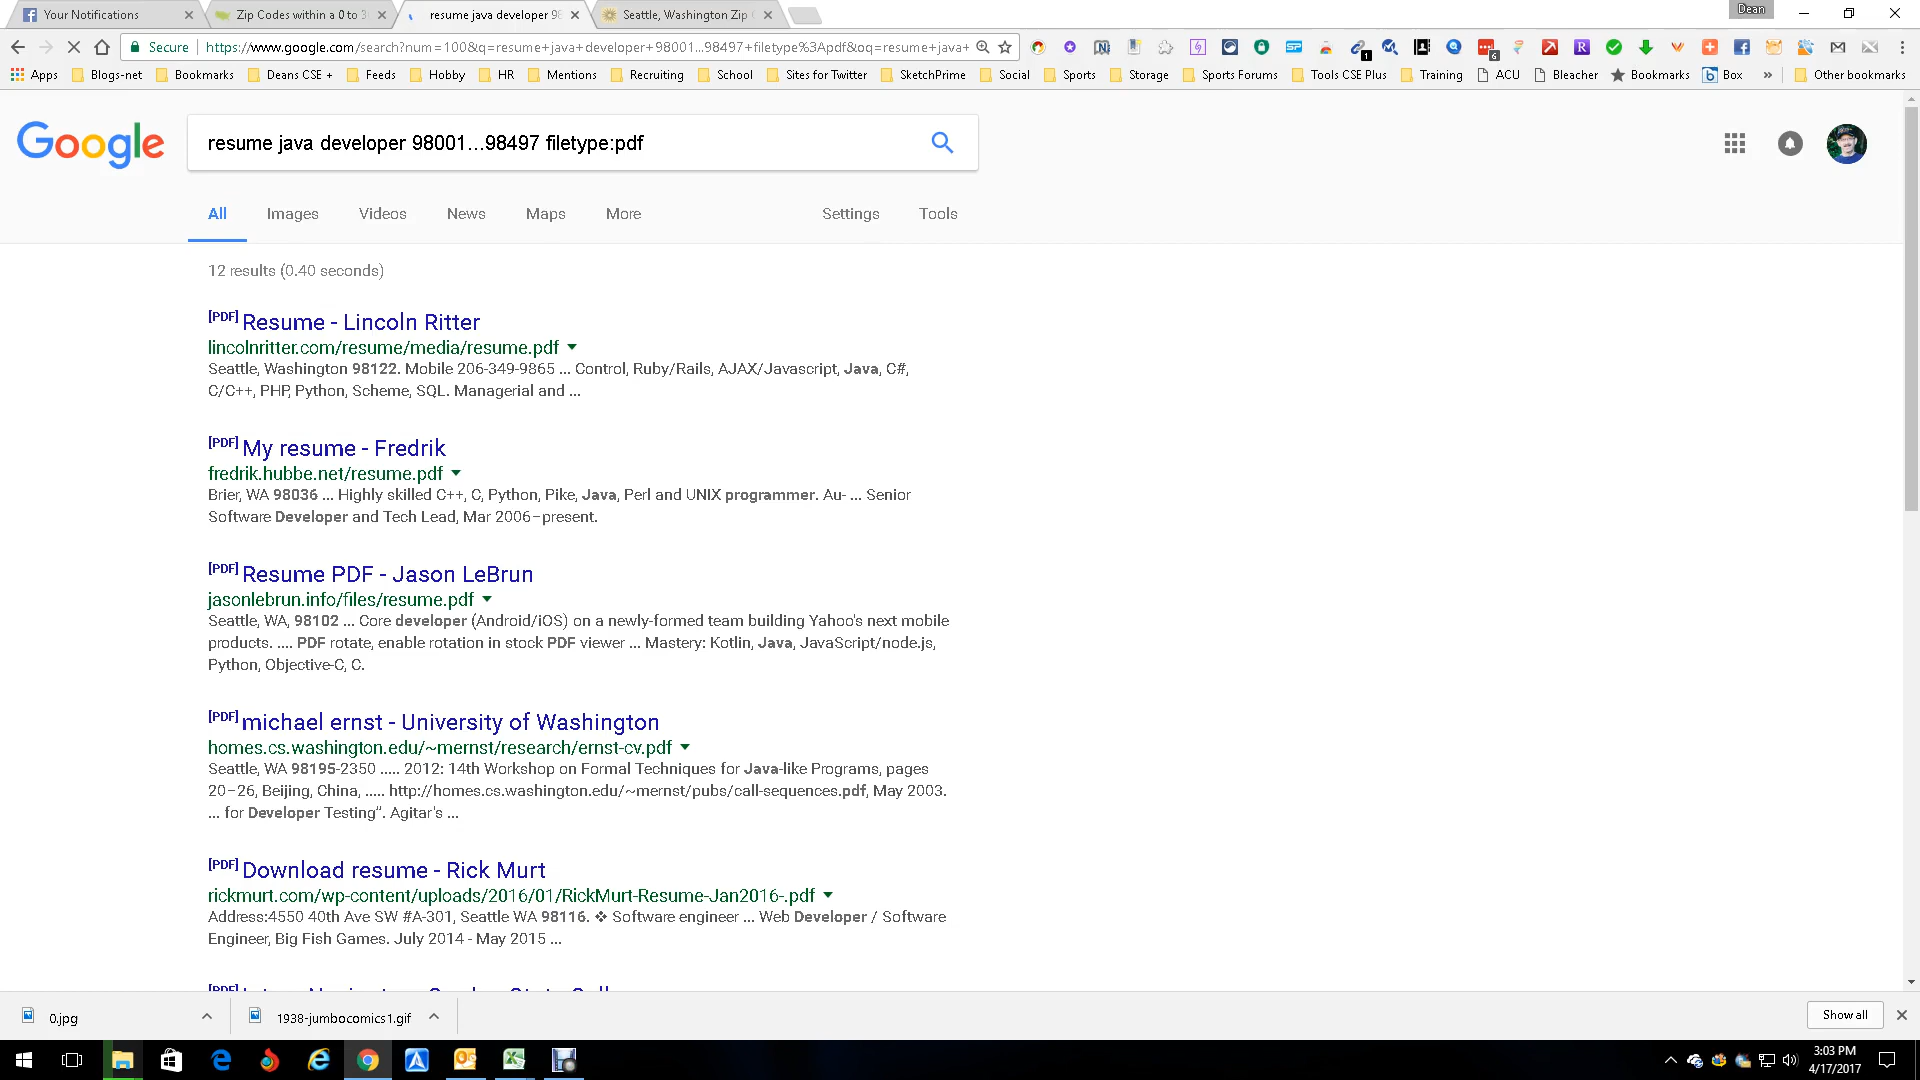 Your Notifications
Zip Codes within a 0 to 3
resume java developer 98
Seattle, Washington Zip
Dean
Secure
https://www.google.com/search?num=100&q=resume+java+developer+98001...98497+filetype%3Apdf&oq=resume+java+
1
6
Apps
Blogs-net
Bookmarks
Deans CSE +
Feeds
Hobby
HR
Mentions
Recruiting
School
Sites for Twitter
SketchPrime
Social
Sports
Storage
Sports Forums
Tools CSE Plus
Training
ACU
Bleacher
Bookmarks
Box
»
Other bookmarks
Google
resume java developer 98001...98497 filetype:pdf
All
Images
Videos
News
Maps
More
Settings
Tools
12 results (0.40 seconds)
[PDF] Resume - Lincoln Ritter
lincolnritter.com/resume/media/resume.pdf
Seattle, Washington 98122. Mobile 206-349-9865 ... Control, Ruby/Rails, AJAX/Javascript, Java, C#,
C/C++, PHP, Python, Scheme, SQL. Managerial and ...
[PDF] My resume - Fredrik
fredrik.hubbe.net/resume.pdf
Brier, WA 98036 ... Highly skilled C++, C, Python, Pike, Java, Perl and UNIX programmer. Au- ... Senior
Software Developer and Tech Lead, Mar 2006–present.
[PDF] Resume PDF - Jason LeBrun
jasonlebrun.info/files/resume.pdf
Seattle, WA, 98102 ... Core developer (Android/iOS) on a newly-formed team building Yahoo's next mobile
products. .... PDF rotate, enable rotation in stock PDF viewer ... Mastery: Kotlin, Java, JavaScript/node.js,
Python, Objective-C, C.
[PDF] michael ernst - University of Washington
homes.cs.washington.edu/~mernst/research/ernst-cv.pdf
Seattle, WA 98195-2350 ..... 2012: 14th Workshop on Formal Techniques for Java-like Programs, pages
20–26, Beijing, China, ..... http://homes.cs.washington.edu/~mernst/pubs/call-sequences.pdf, May 2003.
... for Developer Testing”. Agitar's ...
[PDF] Download resume - Rick Murt
rickmurt.com/wp-content/uploads/2016/01/RickMurt-Resume-Jan2016-.pdf
Address:4550 40th Ave SW #A-301, Seattle WA 98116. ❖ Software engineer ... Web Developer / Software
Engineer, Big Fish Games. July 2014 - May 2015 ...
[PDF]
0.jpg
1938-jumbocomics1.gif
Show all
3:03 PM
4/17/2017